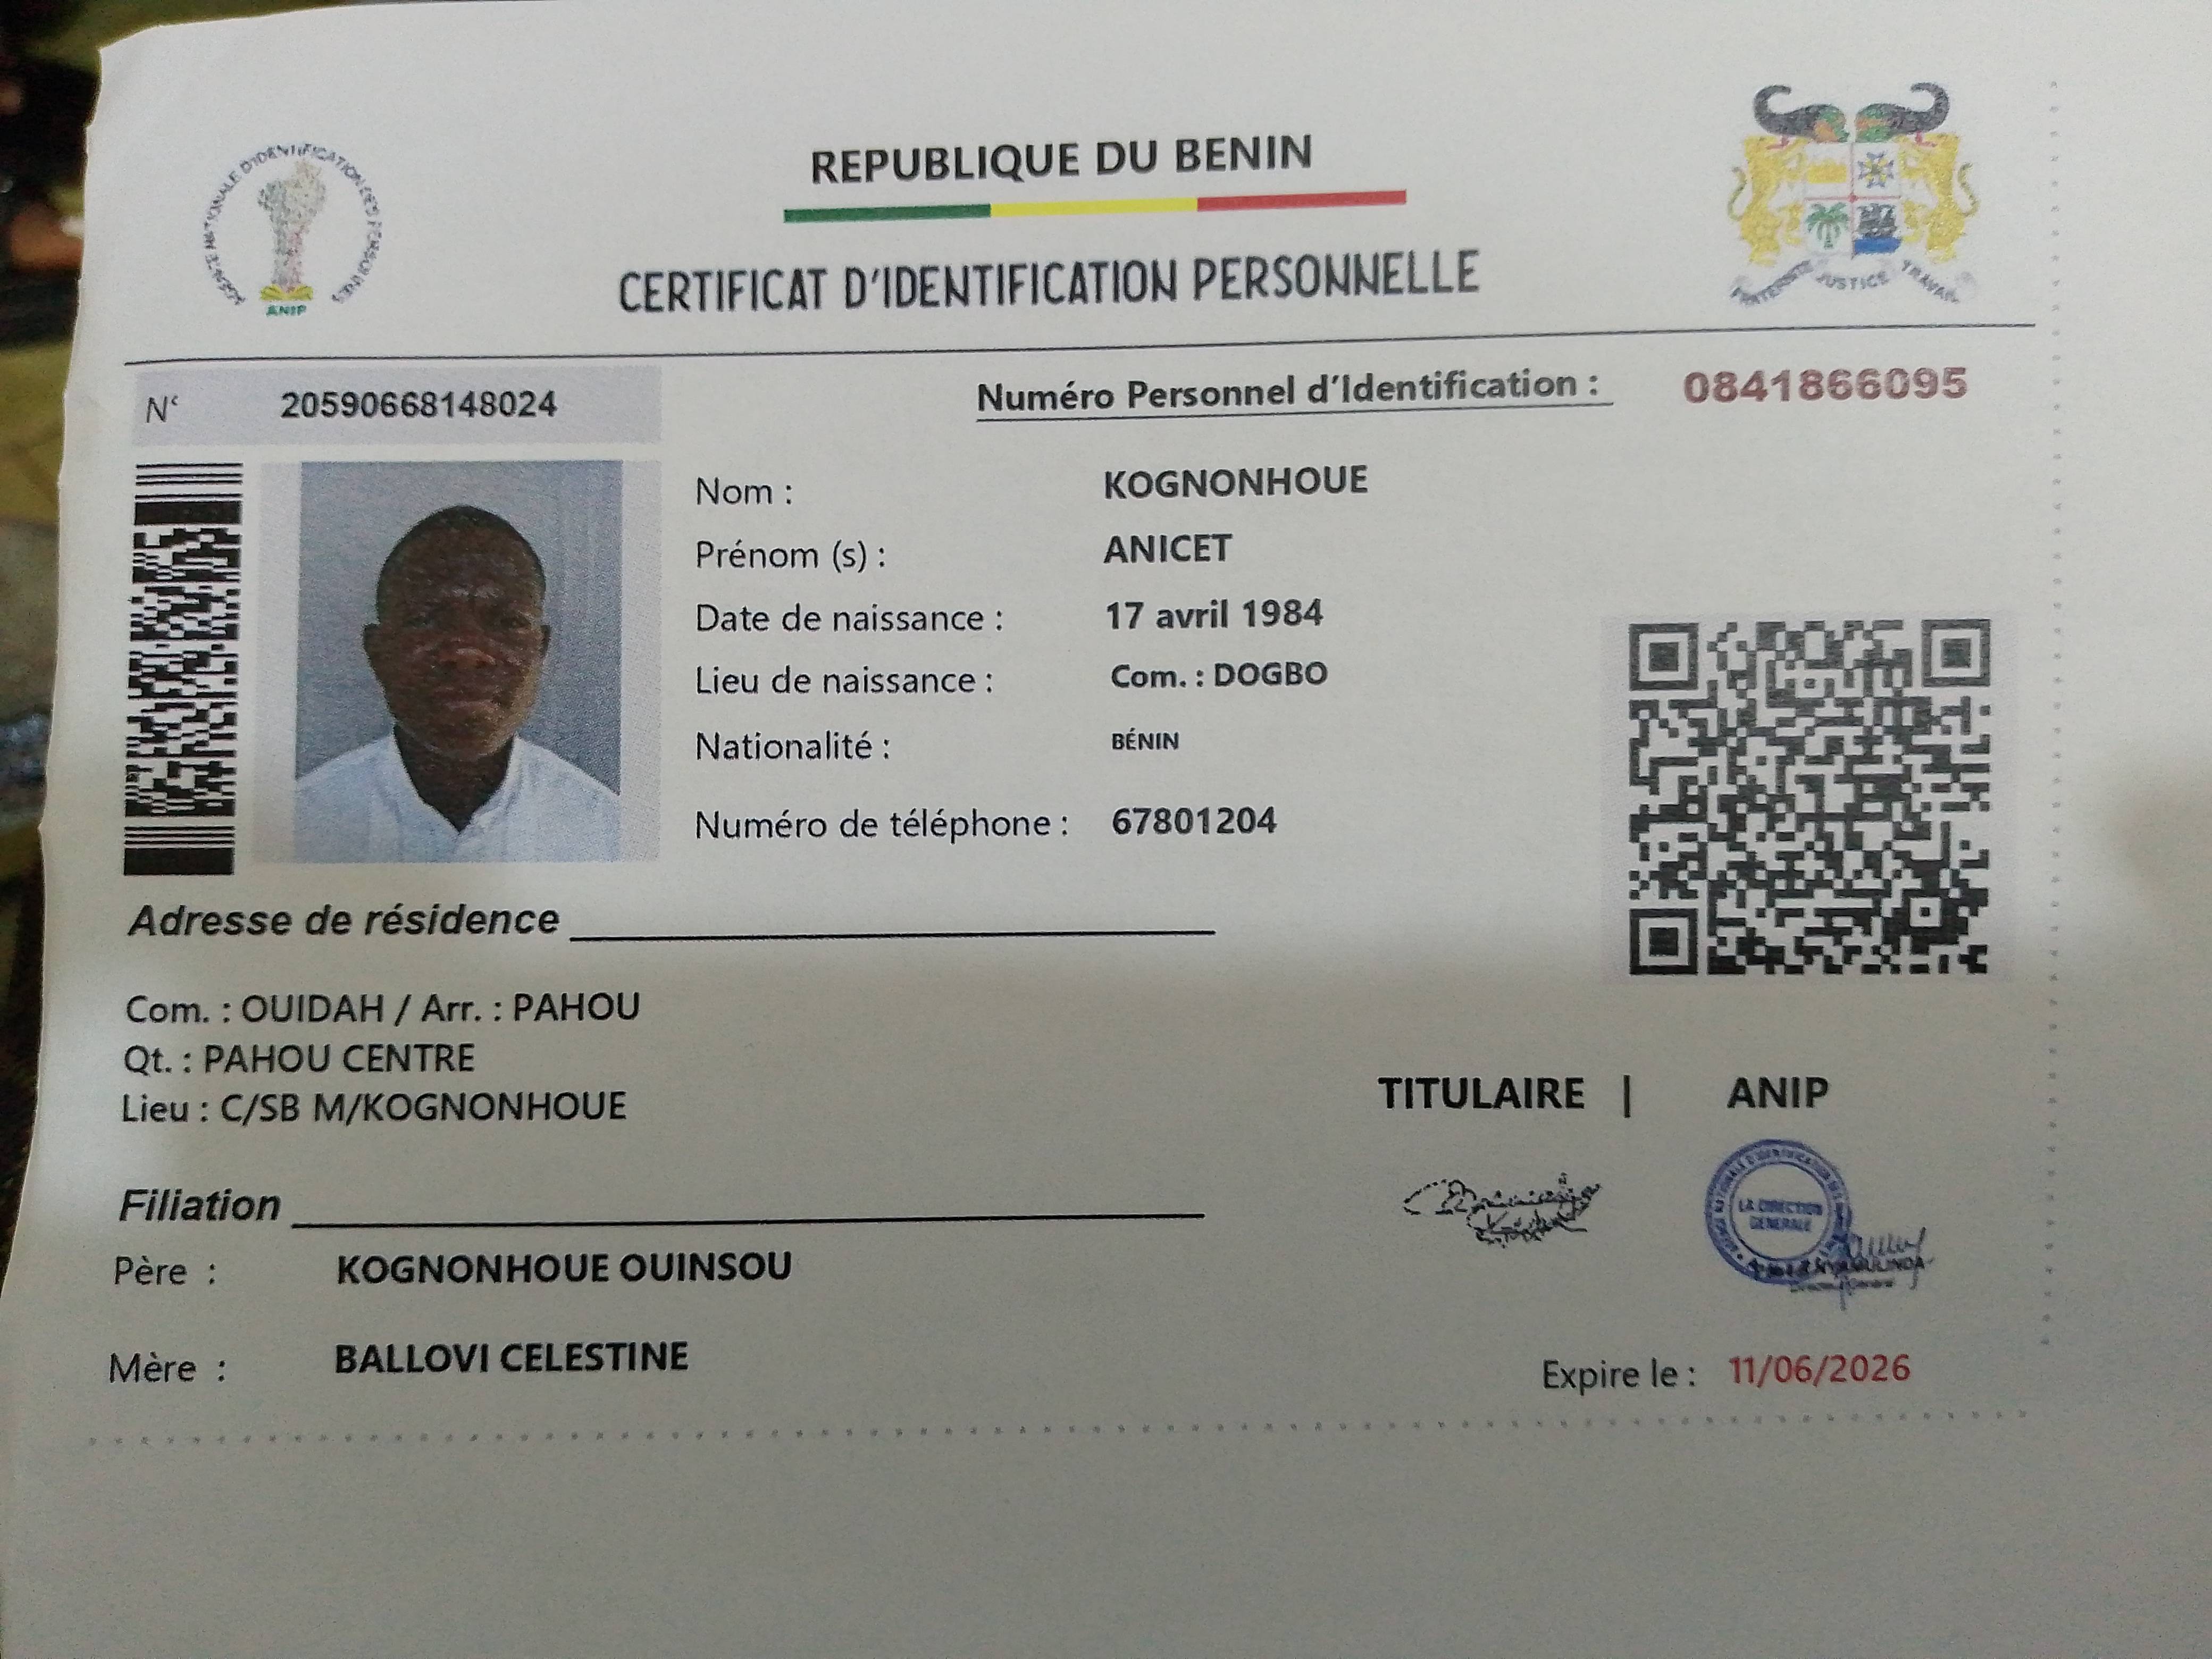 AGENCE NATIONALE D'IDENTIFICATION DES PERSONNES
ANIP
REPUBLIQUE DU BENIN
CERTIFICAT D'IDENTIFICATION PERSONNELLE
FRATERNITE JUSTICE TRAVAIL
N° 20590668148024
Numéro Personnel d'Identification : 0841866095
Nom : KOGNONHOUE
Prénom (s) : ANICET
Date de naissance : 17 avril 1984
Lieu de naissance : Com. : DOGBO
Nationalité : BÉNIN
Numéro de téléphone : 67801204
Adresse de résidence
Com. : OUIDAH / Arr. : PAHOU
Qt. : PAHOU CENTRE
Lieu : C/SB M/KOGNONHOUE
TITULAIRE | ANIP
LA DIRECTION
GENERALE
Filiation
Père : KOGNONHOUE OUINSOU
Mère : BALLOVI CELESTINE
Expire le : 11/06/2026